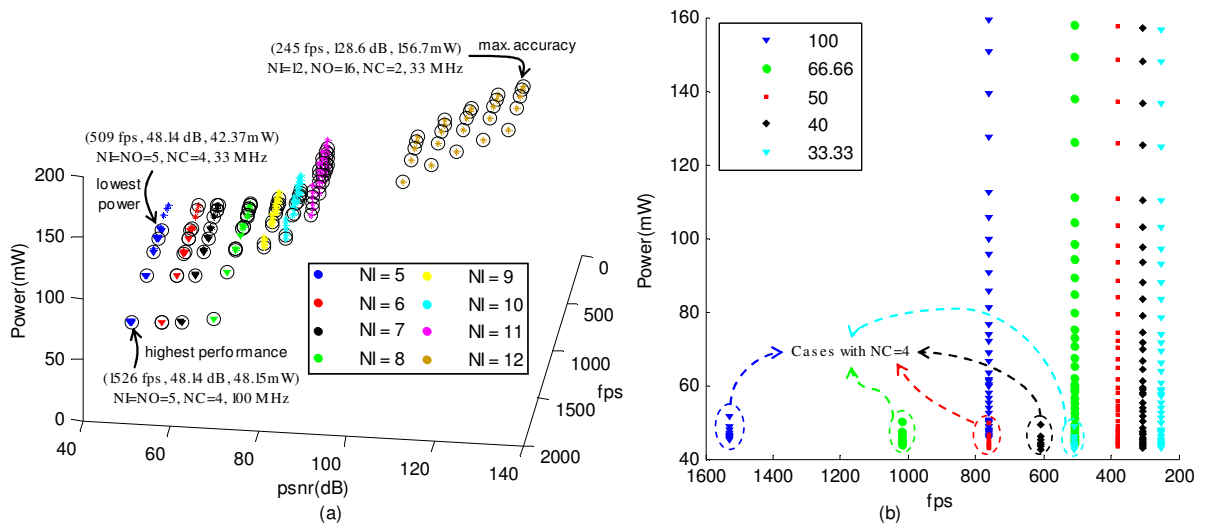 (245 fps, 128.6 dB, 156.7mW)
NI=12, NO=16, NC=2, 33 MHz
max. accuracy
(509 fps, 48.14 dB, 42.37mW)
NI=NO=5, NC=4, 33 MHz
lowest
power
200
150
100
50
0
Power(mW)
highest performance
(1526 fps, 48.14 dB, 48.15mW)
NI=NO=5, NC=4, 100 MHz
NI = 5
NI = 6
NI = 7
NI = 8
NI = 9
NI = 10
NI = 11
NI = 12
0
500
1000
1500
2000
fps
40
60
80
100
120
140
psnr(dB)
(a)
160
140
120
100
80
60
40
Power(mW)
100
66.66
50
40
33.33
Cases with NC=4
1600
1400
1200
1000
800
600
400
200
fps
(b)